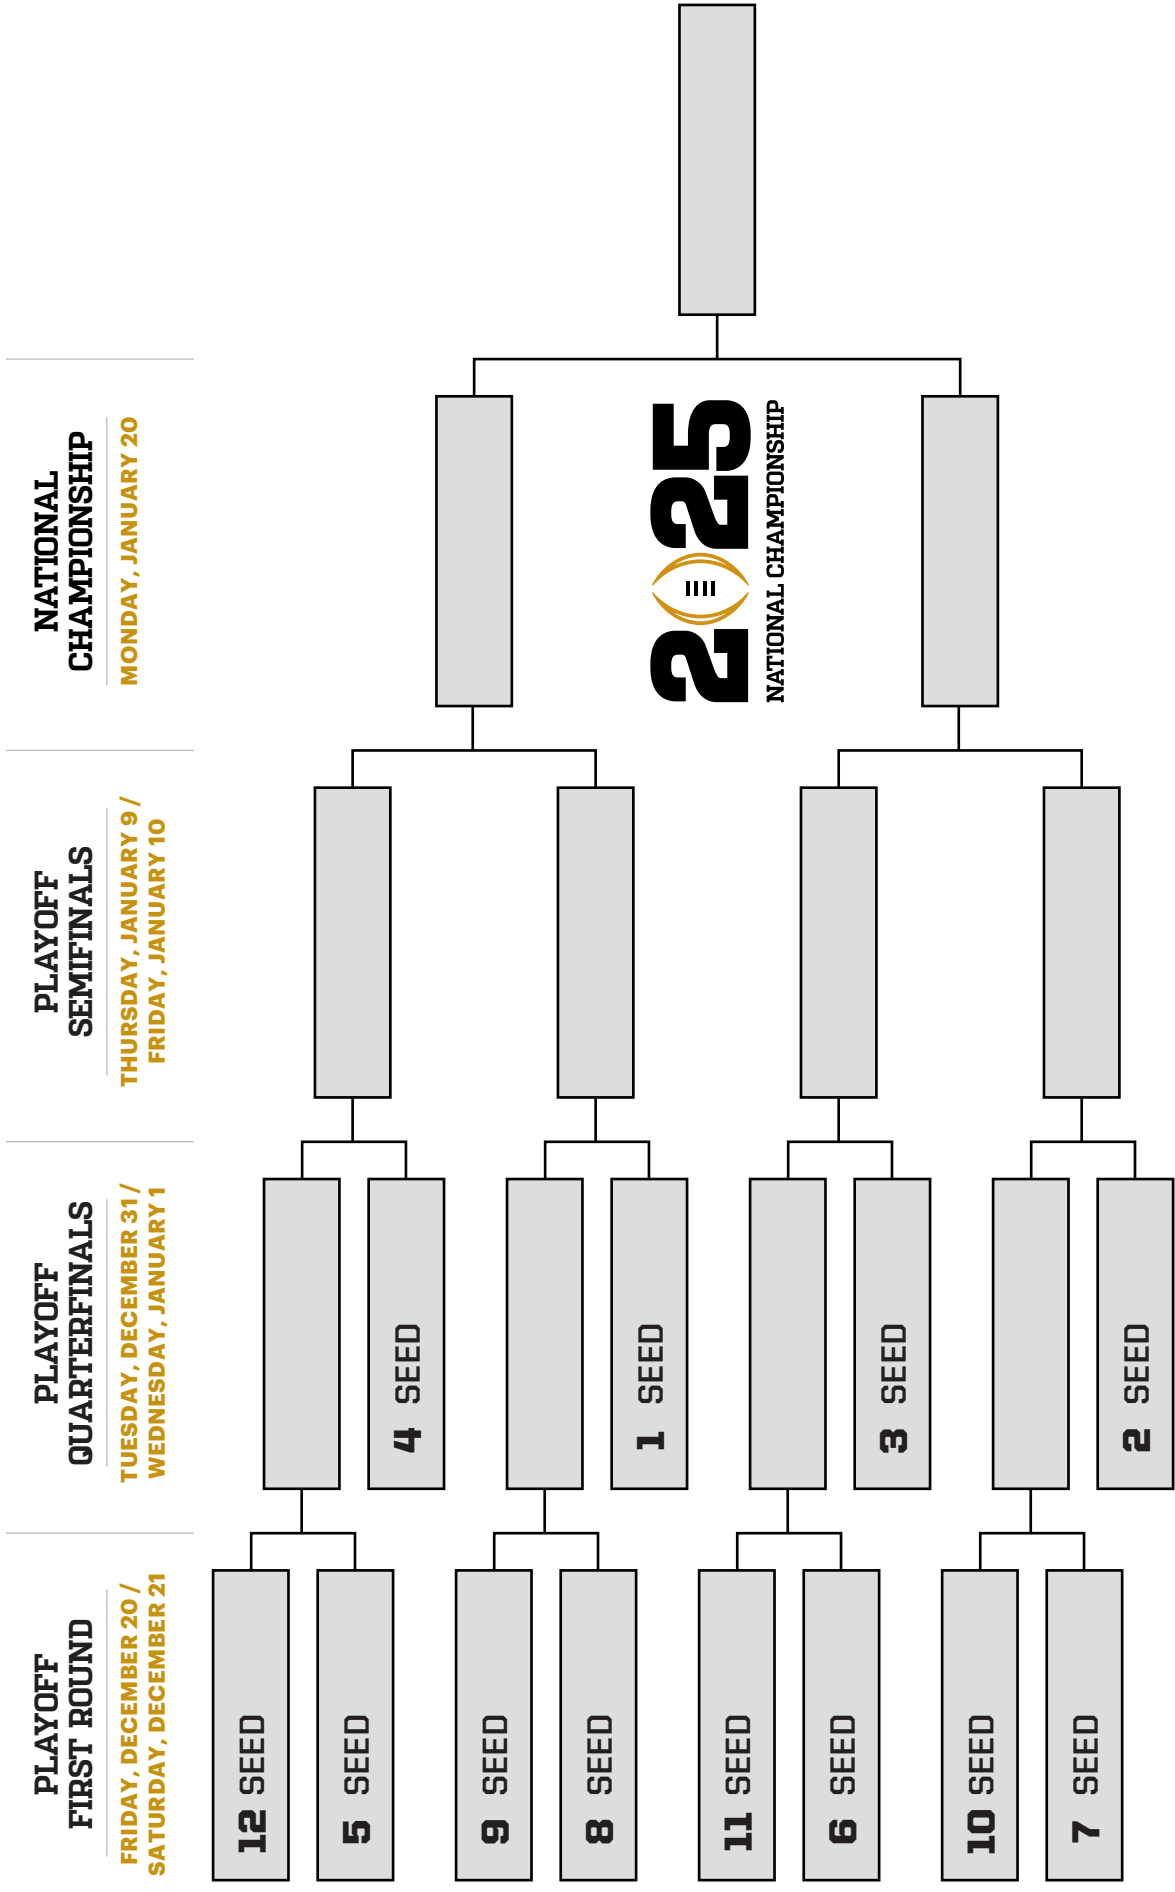 PLAYOFF
FIRST ROUND
FRIDAY, DECEMBER 20 /
SATURDAY, DECEMBER 21
PLAYOFF
QUARTERFINALS
TUESDAY, DECEMBER 31 /
WEDNESDAY, JANUARY 1
PLAYOFF
SEMIFINALS
THURSDAY, JANUARY 9 /
FRIDAY, JANUARY 10
NATIONAL
CHAMPIONSHIP
MONDAY, JANUARY 20
12 SEED
5 SEED
4 SEED
9 SEED
8 SEED
1 SEED
2025
NATIONAL CHAMPIONSHIP
11 SEED
6 SEED
3 SEED
10 SEED
7 SEED
2 SEED